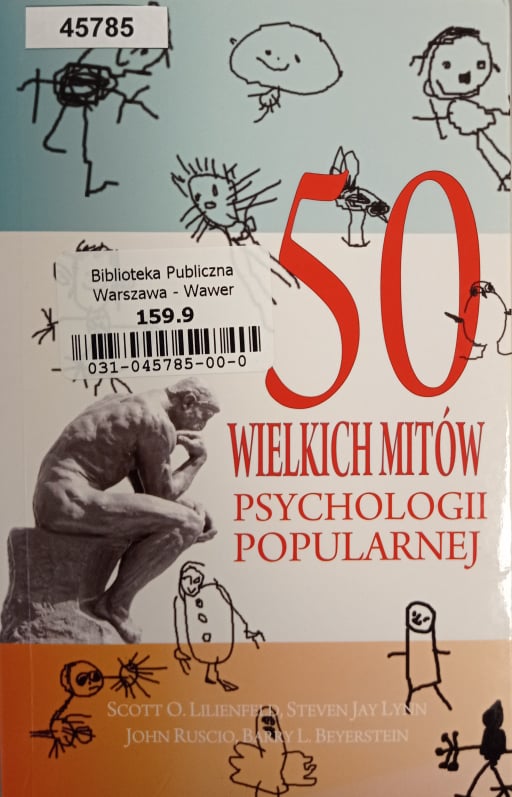 45785
50
Biblioteka Publiczna
Warszawa - Wawer
159.9
031-045785-00-0
WIELKICH MITÓW
PSYCHOLOGII
POPULARNEJ
SCOTT O. LILIENFELD, STEVEN JAY LYNN
JOHN RUSCIO, BARRY L. BEYERSTEIN